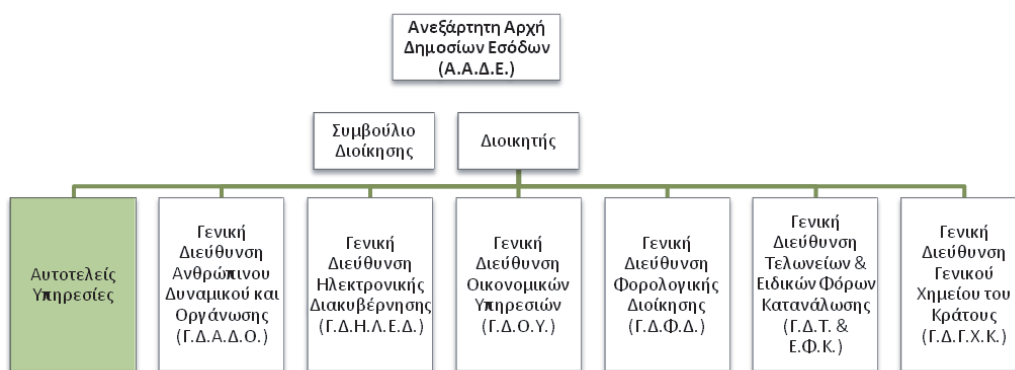 Ανεξάρτητη Αρχή
Δημοσίων Εσόδων
(Α.Α.Δ.Ε.)
Συμβούλιο
Διοίκησης
Διοικητής
Αυτοτελείς
Υπηρεσίες
Γενική
Διεύθυνση
Ανθρώπινου
Δυναμικού και
Οργάνωσης
(Γ.Δ.Α.Δ.Ο.)
Γενική
Διεύθυνση
Ηλεκτρονικής
Διακυβέρνησης
(Γ.Δ.Η.Λ.Ε.Δ.)
Γενική
Διεύθυνση
Οικονομικών
Υπηρεσιών
(Γ.Δ.Ο.Υ.)
Γενική
Διεύθυνση
Φορολογικής
Διοίκησης
(Γ.Δ.Φ.Δ.)
Γενική
Διεύθυνση
Τελωνείων &
Ειδικών Φόρων
Κατανάλωσης
(Γ.Δ.Τ. &
Ε.Φ.Κ.)
Γενική
Διεύθυνση
Γενικού
Χημείου του
Κράτους
(Γ.Δ.Γ.Χ.Κ.)